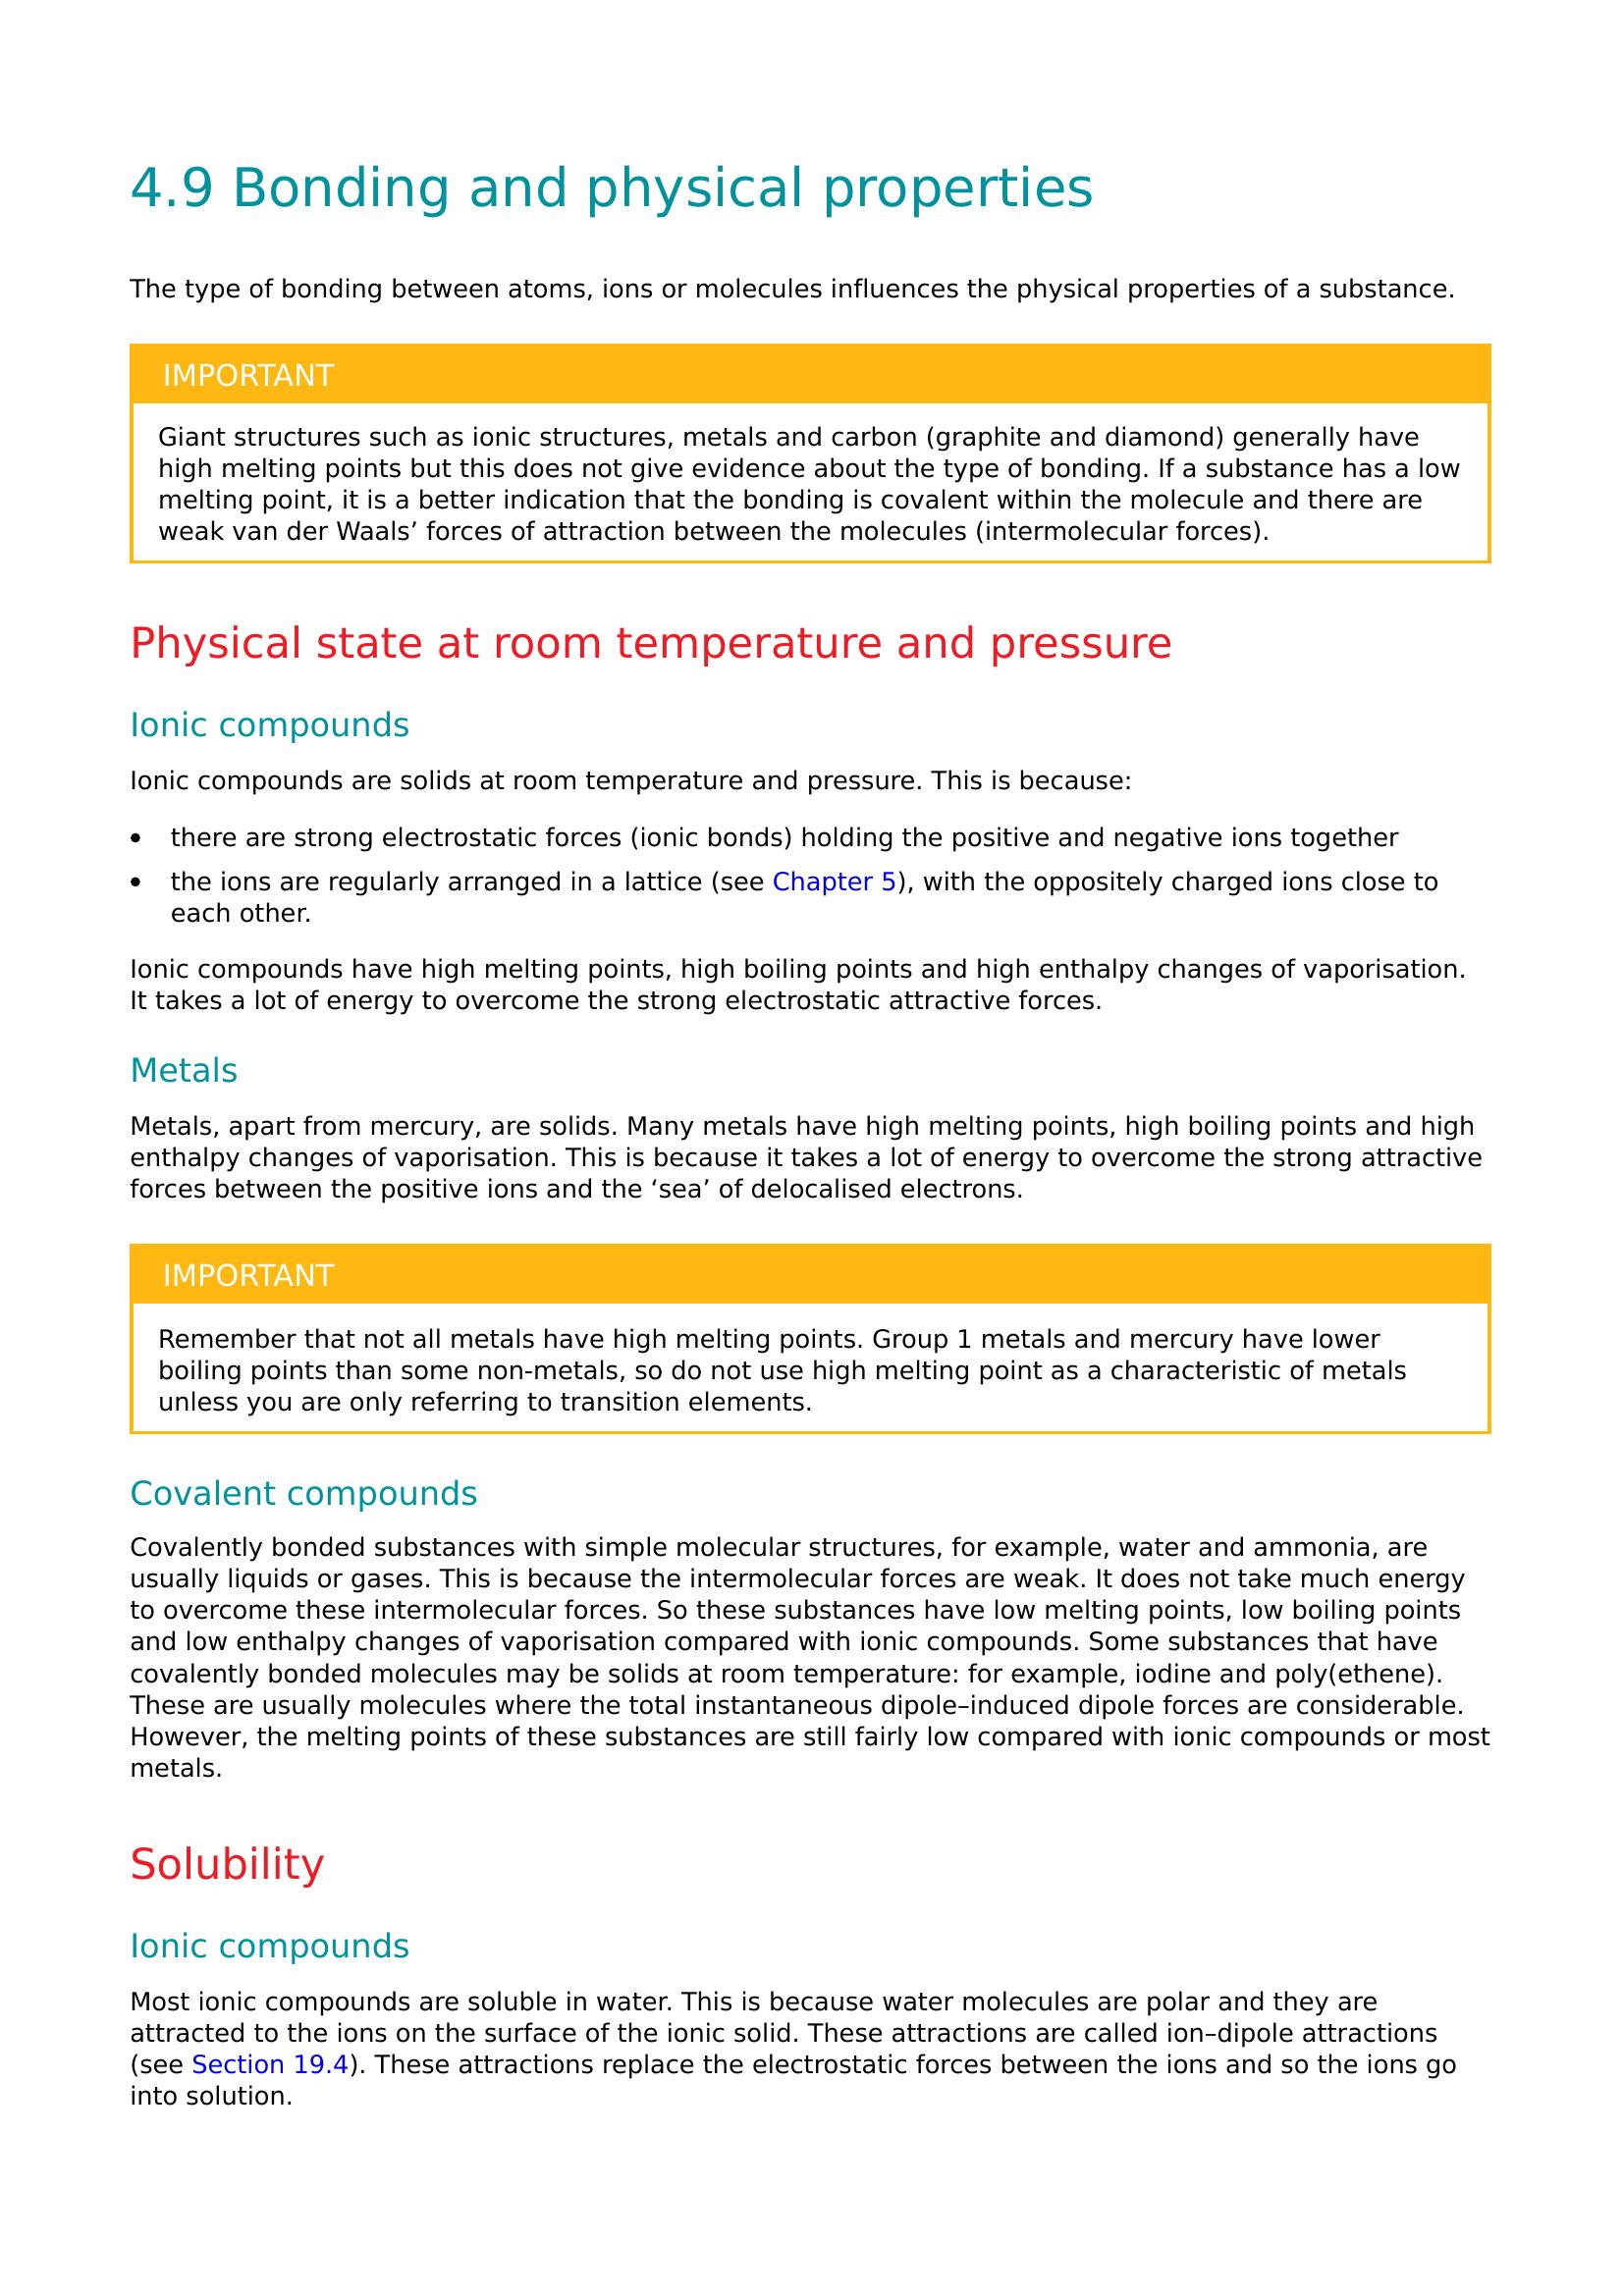 4.9 Bonding and physical properties
The type of bonding between atoms, ions or molecules influences the physical properties of a substance.
IMPORTANT
Giant structures such as ionic structures, metals and carbon (graphite and diamond) generally have
high melting points but this does not give evidence about the type of bonding. If a substance has a low
melting point, it is a better indication that the bonding is covalent within the molecule and there are
weak van der Waals’ forces of attraction between the molecules (intermolecular forces).
Physical state at room temperature and pressure
Ionic compounds
Ionic compounds are solids at room temperature and pressure. This is because:
• there are strong electrostatic forces (ionic bonds) holding the positive and negative ions together
• the ions are regularly arranged in a lattice (see Chapter 5), with the oppositely charged ions close to
each other.
Ionic compounds have high melting points, high boiling points and high enthalpy changes of vaporisation.
It takes a lot of energy to overcome the strong electrostatic attractive forces.
Metals
Metals, apart from mercury, are solids. Many metals have high melting points, high boiling points and high
enthalpy changes of vaporisation. This is because it takes a lot of energy to overcome the strong attractive
forces between the positive ions and the ‘sea’ of delocalised electrons.
IMPORTANT
Remember that not all metals have high melting points. Group 1 metals and mercury have lower
boiling points than some non-metals, so do not use high melting point as a characteristic of metals
unless you are only referring to transition elements.
Covalent compounds
Covalently bonded substances with simple molecular structures, for example, water and ammonia, are
usually liquids or gases. This is because the intermolecular forces are weak. It does not take much energy
to overcome these intermolecular forces. So these substances have low melting points, low boiling points
and low enthalpy changes of vaporisation compared with ionic compounds. Some substances that have
covalently bonded molecules may be solids at room temperature: for example, iodine and poly(ethene).
These are usually molecules where the total instantaneous dipole–induced dipole forces are considerable.
However, the melting points of these substances are still fairly low compared with ionic compounds or most
metals.
Solubility
Ionic compounds
Most ionic compounds are soluble in water. This is because water molecules are polar and they are
attracted to the ions on the surface of the ionic solid. These attractions are called ion–dipole attractions
(see Section 19.4). These attractions replace the electrostatic forces between the ions and so the ions go
into solution.